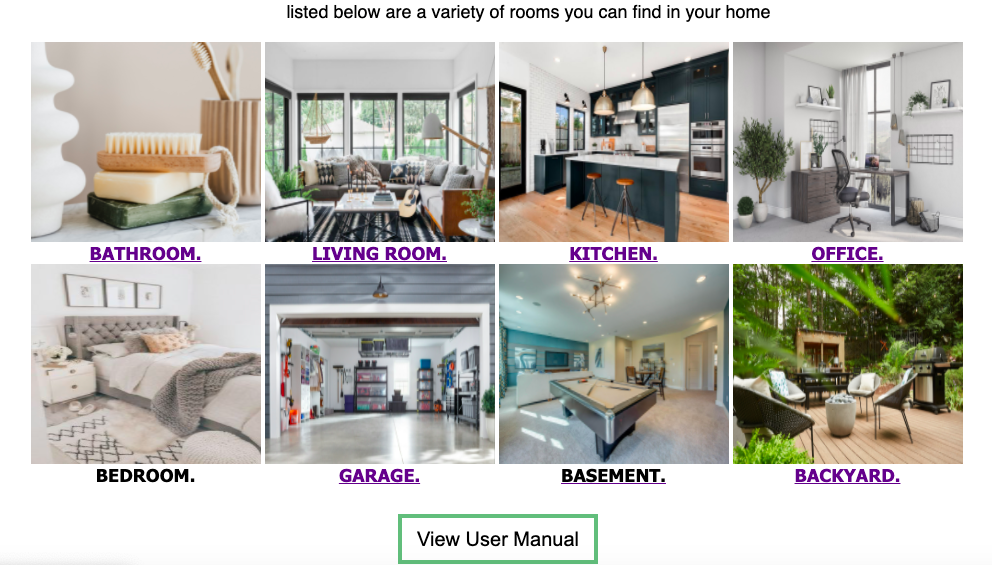 listed below are a variety of rooms you can find in your home
BATHROOM. LIVING ROOM. KITCHEN. OFFICE.
BEDROOM. GARAGE. BASEMENT. BACKYARD.
View User Manual